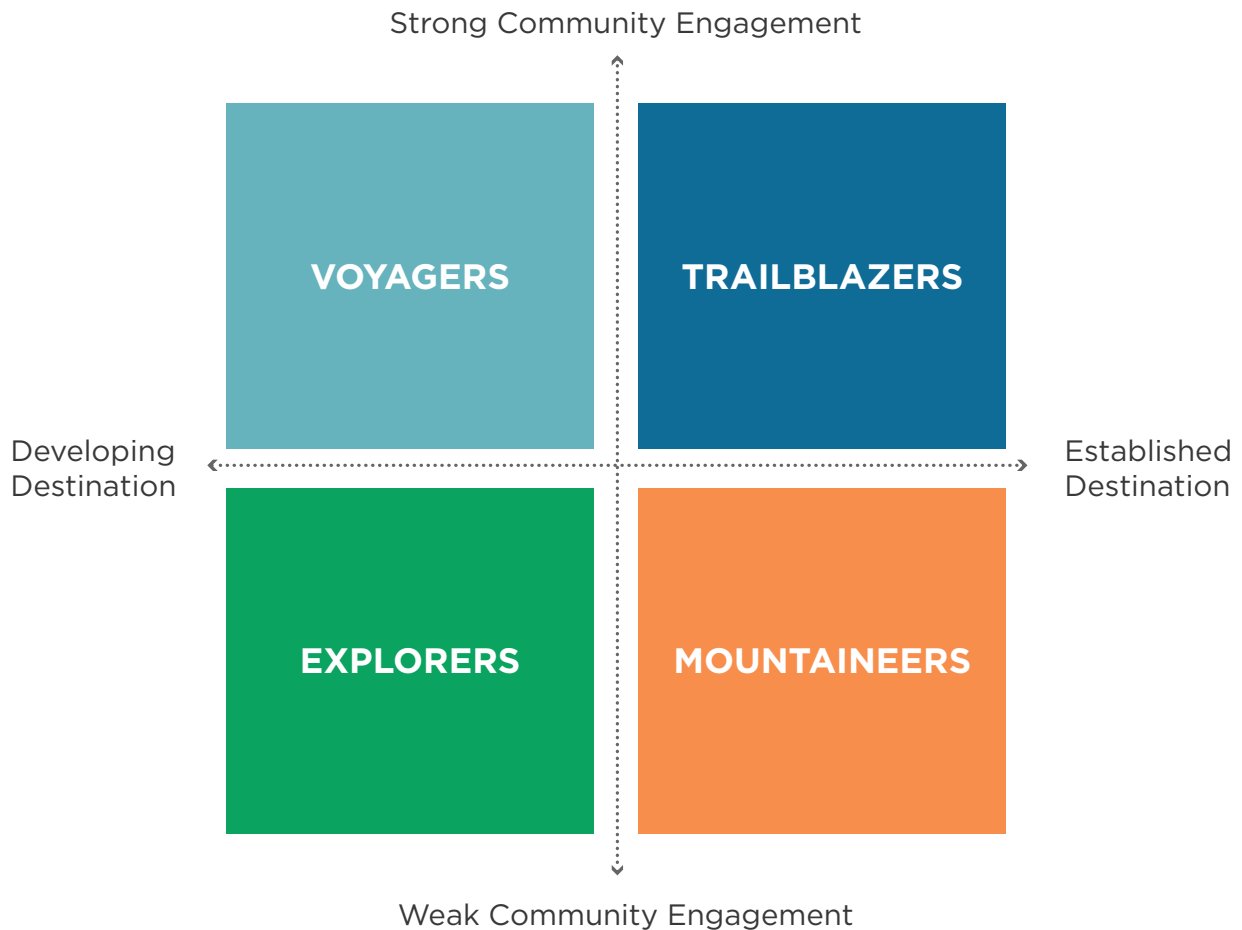 Strong Community Engagement
VOYAGERS
TRAILBLAZERS
Developing
Destination
Established
Destination
EXPLORERS
MOUNTAINEERS
Weak Community Engagement